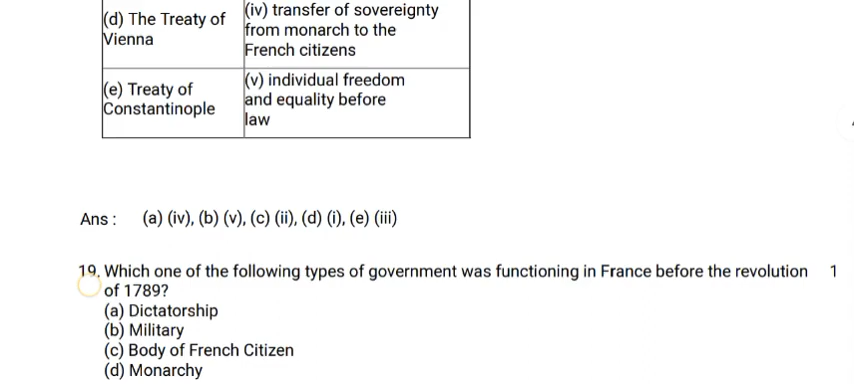 (d) The Treaty of Vienna
(iv) transfer of sovereignty
from monarch to the
French citizens
(e) Treaty of
Constantinople
(v) individual freedom
and equality before
law
Ans : (a) (iv), (b) (v), (c) (ii), (d) (i), (e) (iii)
19. Which one of the following types of government was functioning in France before the revolution 1
of 1789?
(a) Dictatorship
(b) Military
(c) Body of French Citizen
(d) Monarchy